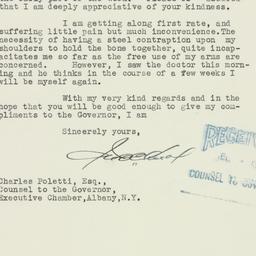 that I am deeply appreciative of your kindness.
I am getting along first rate, and
suffering little pain but much inconvenience.The
necessity of having a steel contraption upon my
shoulders to hold the bone together, quite incap-
acitates me so far as the free use of my arms are
concerned. However, I saw the doctor this morn-
ing and he thinks in the course of a few weeks I
will be myself again.
With my very kind regards and in the
hope that you will be good enough to give my com-
pliments to the Governor, I am
Sincerely yours,
RECEI
COUNSEL TO GOV
Charles Poletti, Esq.,
Counsel to the Governor,
Executive Chamber,Albany,N.Y.